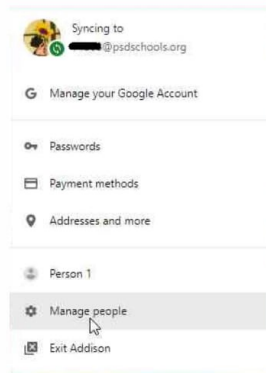 Syncing to
@psdschools.org
G Manage your Google Account
Passwords
Payment methods
Addresses and more
Person 1
Manage people
Exit Addison